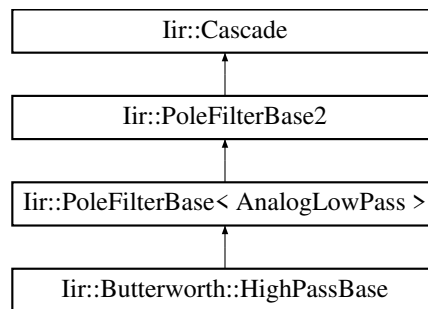 Iir::Cascade
Iir::PoleFilterBase2
Iir::PoleFilterBase< AnalogLowPass >
Iir::Butterworth::HighPassBase